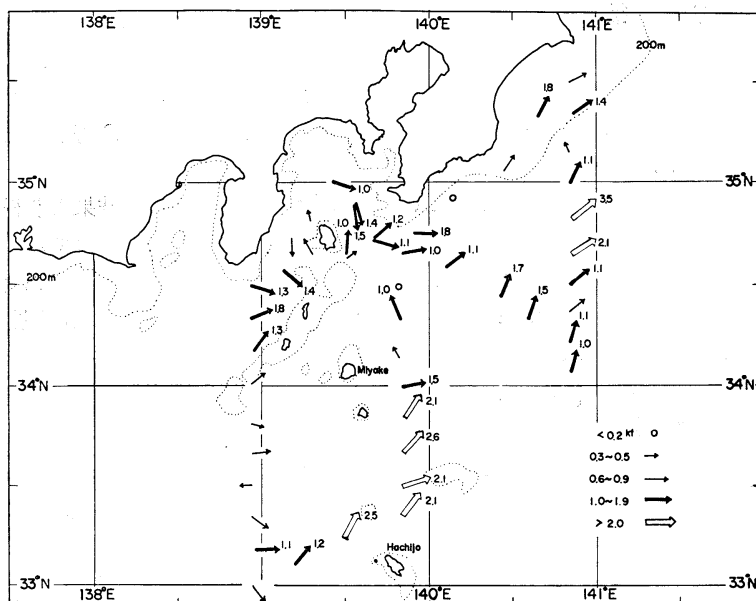 138°E 139°E 140°E 141°E
200m
1.8
1.4
1.1
35°N 35°N
1.0
3.5
1.0 1.4 1.2
1.8
1.5
1.1
1.0
2.1
1.1
200m
1.3 1.4
1.0
1.7
1.1
1.8
1.5
1.1
1.3
1.0
Miyake
34°N 1.5 34°N
2.1
2.6
< 0.2 kt
0.3~0.5
0.6~0.9
1.0~1.9
> 2.0
2.1
2.1
2.5
1.1 1.2
Hachijo
33°N 33°N
138°E 139°E 140°E 141°E